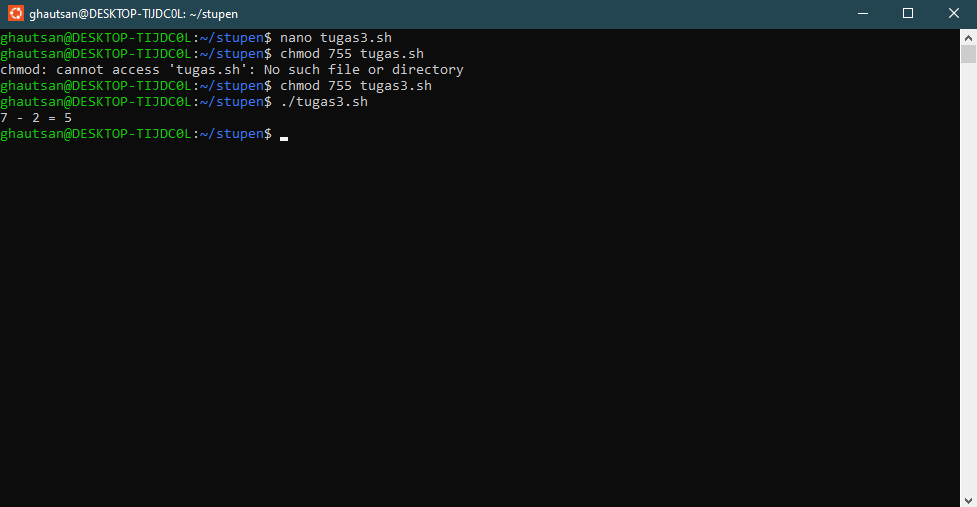 ghautsan@DESKTOP-TIJDC0L: ~/stupen
ghautsan@DESKTOP-TIJDC0L:~/stupen$ nano tugas3.sh
ghautsan@DESKTOP-TIJDC0L:~/stupen$ chmod 755 tugas.sh
chmod: cannot access 'tugas.sh': No such file or directory
ghautsan@DESKTOP-TIJDC0L:~/stupen$ chmod 755 tugas3.sh
ghautsan@DESKTOP-TIJDC0L:~/stupen$ ./tugas3.sh
7 - 2 = 5
ghautsan@DESKTOP-TIJDC0L:~/stupen$